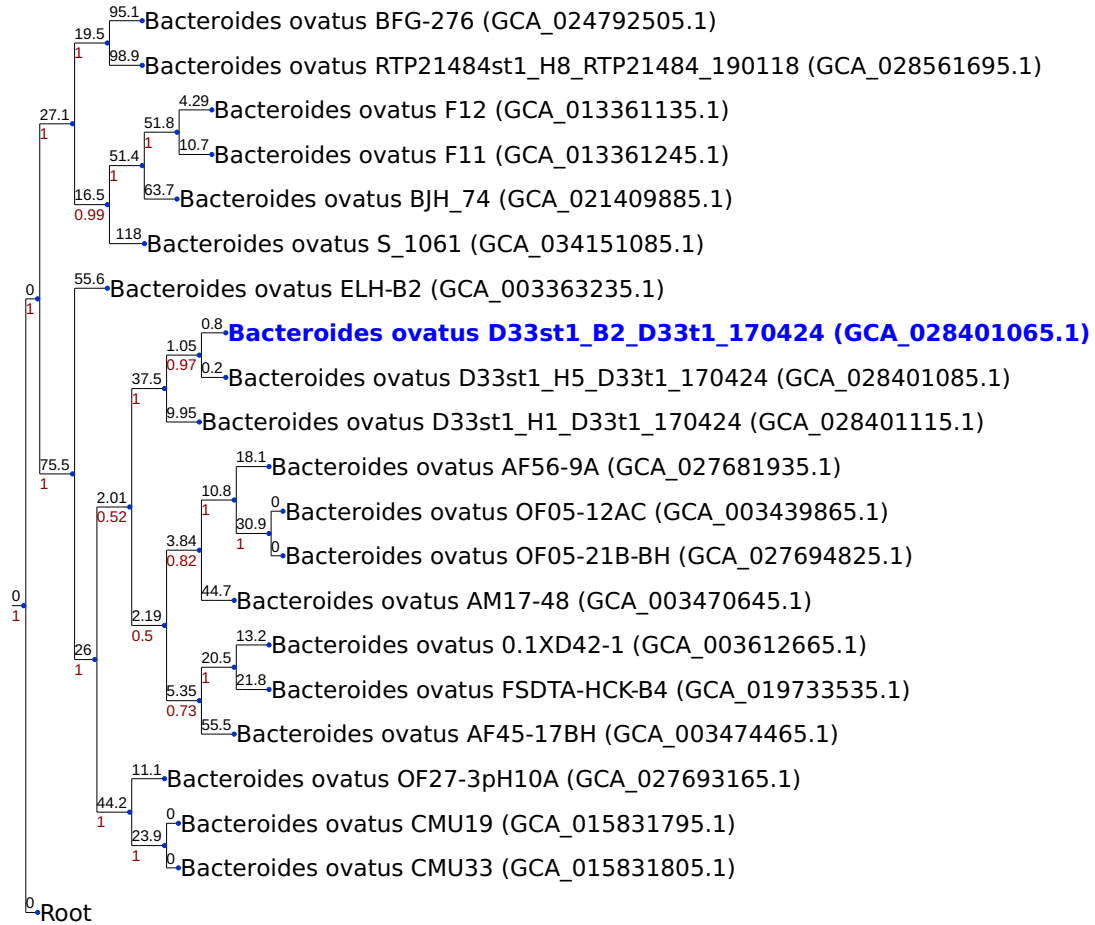 95.1 Bacteroides ovatus BFG-276 (GCA_024792505.1)
19.5
1
98.9 Bacteroides ovatus RTP21484st1_H8_RTP21484_190118 (GCA_028561695.1)
4.29 Bacteroides ovatus F12 (GCA_013361135.1)
27.1
1
51.8
1
10.7 Bacteroides ovatus F11 (GCA_013361245.1)
51.4
1
63.7 Bacteroides ovatus BJH_74 (GCA_021409885.1)
16.5
0.99
118 Bacteroides ovatus S_1061 (GCA_034151085.1)
55.6 Bacteroides ovatus ELH-B2 (GCA_003363235.1)
0
1
0.8 Bacteroides ovatus D33st1_B2_D33t1_170424 (GCA_028401065.1)
1.05
0.97
0.2 Bacteroides ovatus D33st1_H5_D33t1_170424 (GCA_028401085.1)
37.5
1
9.95 Bacteroides ovatus D33st1_H1_D33t1_170424 (GCA_028401115.1)
18.1 Bacteroides ovatus AF56-9A (GCA_027681935.1)
75.5
1
10.8
1
2.01
0.52
0 Bacteroides ovatus OF05-12AC (GCA_003439865.1)
30.9
1
0 Bacteroides ovatus OF05-21B-BH (GCA_027694825.1)
3.84
0.82
44.7 Bacteroides ovatus AM17-48 (GCA_003470645.1)
0
1
2.19
0.5
13.2 Bacteroides ovatus 0.1XD42-1 (GCA_003612665.1)
26
1
20.5
1
21.8 Bacteroides ovatus FSDTA-HCK-B4 (GCA_019733535.1)
5.35
0.73
55.5 Bacteroides ovatus AF45-17BH (GCA_003474465.1)
11.1 Bacteroides ovatus OF27-3pH10A (GCA_027693165.1)
44.2
1
0 Bacteroides ovatus CMU19 (GCA_015831795.1)
23.9
1
0 Bacteroides ovatus CMU33 (GCA_015831805.1)
0 Root